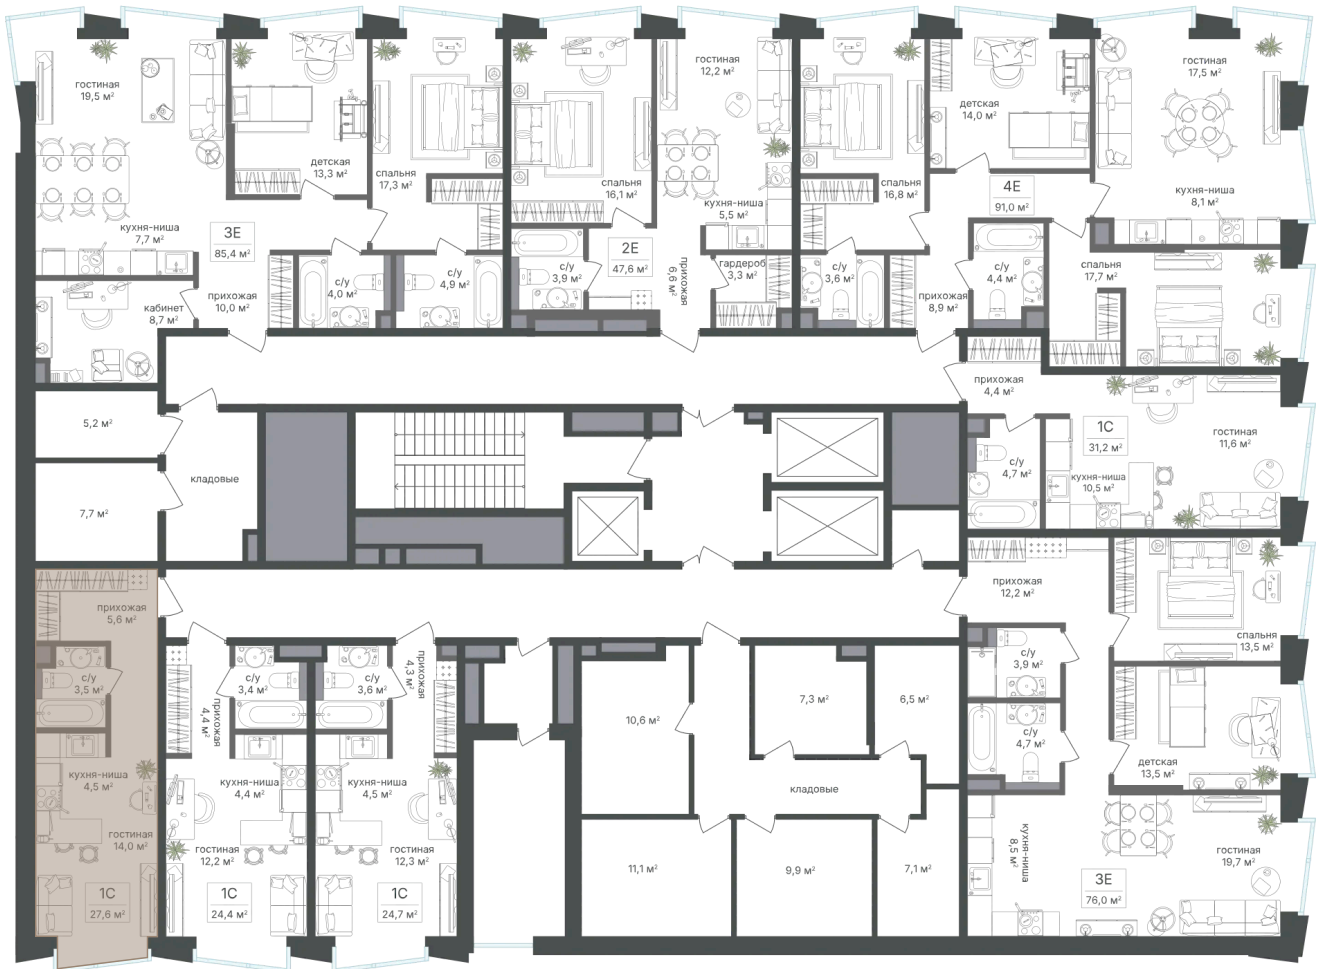 гостиная
19,5 м²
детская
13,3 м²
спальня
17,3 м²
кухня-ниша
7,7 м²
3Е
85,4 м²
прихожая
10,0 м²
кабинет
8,7 м²
с/у
4,0 м²
с/у
4,9 м²
спальня
16,1 м²
гостиная
12,2 м²
кухня-ниша
5,5 м²
2Е
47,6 м²
с/у
3,9 м²
прихожая
6,6 м²
гардероб
3,3 м²
спальня
16,8 м²
детская
14,0 м²
4Е
91,0 м²
гостиная
17,5 м²
кухня-ниша
8,1 м²
с/у
3,6 м²
прихожая
8,9 м²
с/у
4,4 м²
спальня
17,7 м²
5,2 м²
7,7 м²
кладовые
прихожая
4,4 м²
1С
31,2 м²
гостиная
11,6 м²
с/у
4,7 м²
кухня-ниша
10,5 м²
прихожая
5,6 м²
с/у
3,5 м²
кухня-ниша
4,5 м²
гостиная
14,0 м²
1С
27,6 м²
прихожая
4,4 м²
с/у
3,4 м²
кухня-ниша
4,4 м²
гостиная
12,2 м²
1С
24,4 м²
с/у
3,6 м²
прихожая
4,3 м²
кухня-ниша
4,5 м²
гостиная
12,3 м²
1С
24,7 м²
10,6 м²
7,3 м²
6,5 м²
кладовые
11,1 м²
9,9 м²
7,1 м²
прихожая
12,2 м²
спальня
13,5 м²
с/у
3,9 м²
с/у
4,7 м²
детская
13,5 м²
кухня-ниша
8,5 м²
гостиная
19,7 м²
3Е
76,0 м²